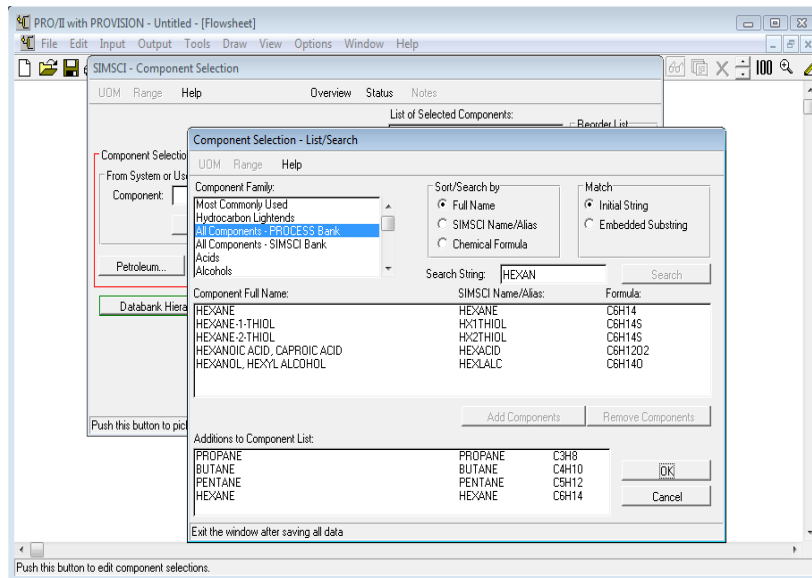 PRO/II with PROVISION - Untitled - [Flowsheet]
File Edit Input Output Tools Draw View Options Window Help
SIMSCI - Component Selection
100
UOM Range Help Overview Status Notes
List of Selected Components:
Reorder List
Component Selectio
From System or Use
Component:
Petroleum...
Databank Hiera
Push this button to pic
Component Selection - List/Search
UOM Range Help
Component Family:
Most Commonly Used
Hydrocarbon Lightends
All Components - PROCESS Bank
All Components - SIMSCI Bank
Acids
Alcohols
Sort/Search by
Full Name
SIMSCI Name/Alias
Chemical Formula
Match
Initial String
Embedded Substring
Search String: HEXAN Search
Component Full Name: SIMSCI Name/Alias: Formula:
HEXANE HEXANE C6H14
HEXANE-1-THIOL HX1THIOL C6H14S
HEXANE-2-THIOL HX2THIOL C6H14S
HEXANOIC ACID, CAPROIC ACID HEXACID C6H12O2
HEXANOL, HEXYL ALCOHOL HEXLALC C6H14O
Add Components Remove Components
Additions to Component List:
PROPANE PROPANE C3H8
BUTANE BUTANE C4H10
PENTANE PENTANE C5H12
HEXANE HEXANE C6H14
OK
Cancel
Exit the window after saving all data
Push this button to edit component selections.